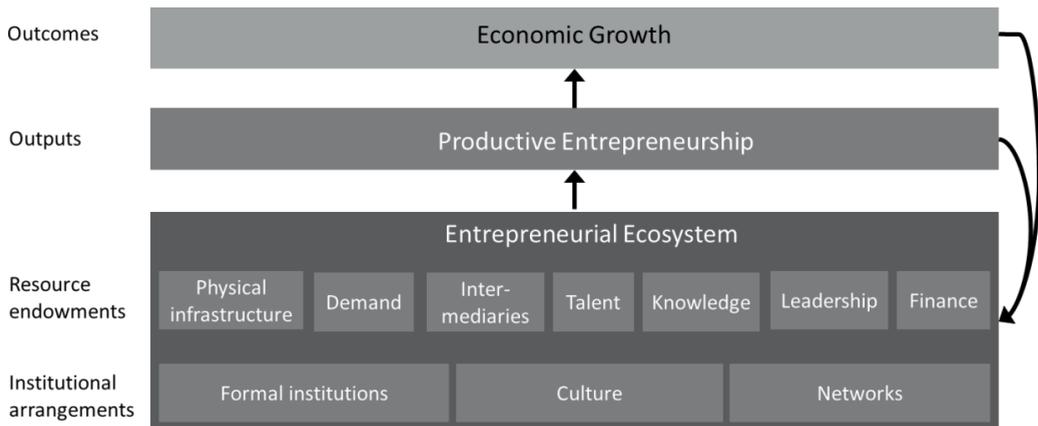 Outcomes
Economic Growth
Outputs
Productive Entrepreneurship
Entrepreneurial Ecosystem
Resource
endowments
Physical
infrastructure
Demand
Inter-
mediaries
Talent
Knowledge
Leadership
Finance
Institutional
arrangements
Formal institutions
Culture
Networks